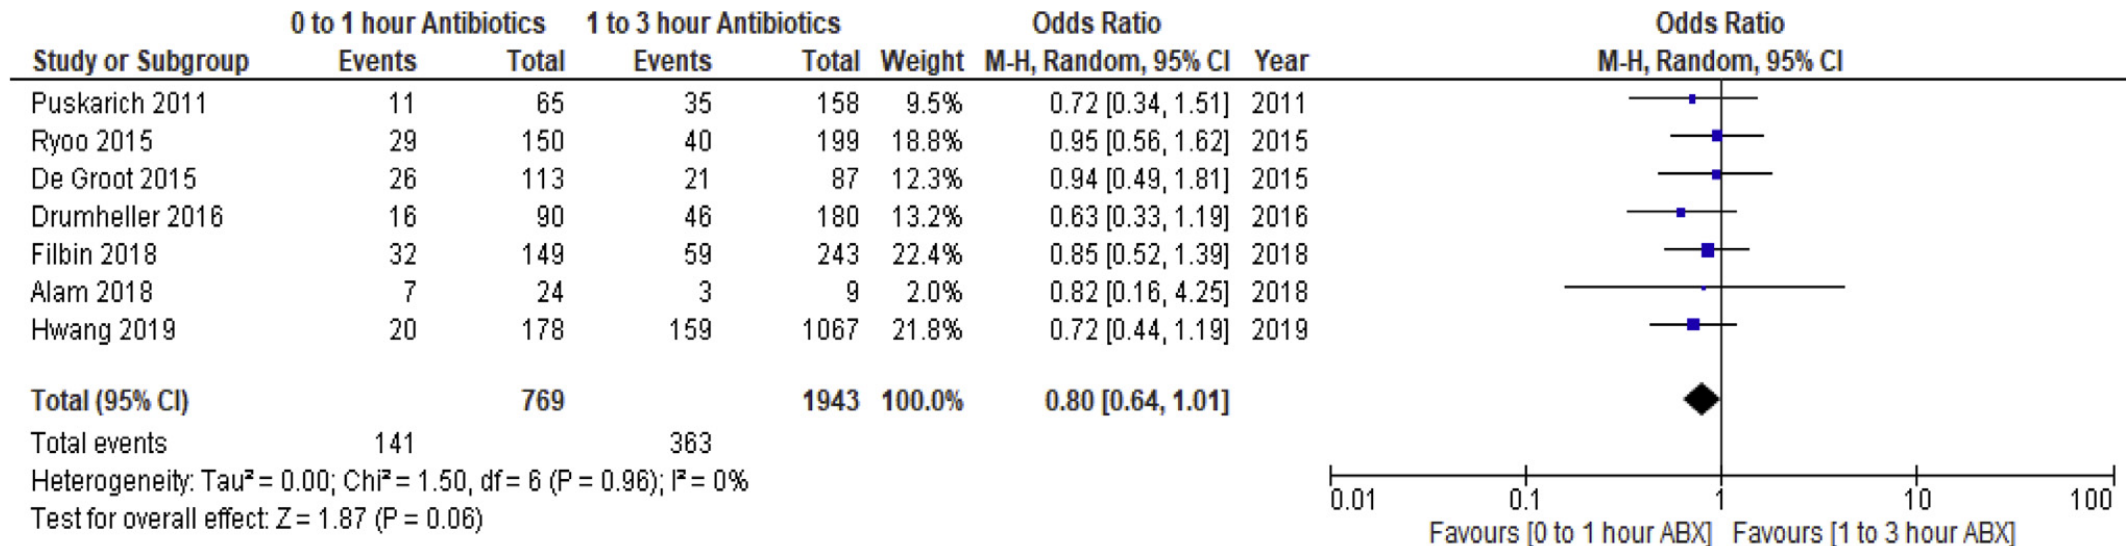 0 to 1 hour Antibiotics 1 to 3 hour Antibiotics Odds Ratio Odds Ratio
Study or Subgroup Events Total Events Total Weight M-H, Random, 95% CI Year M-H, Random, 95% CI
Puskarich 2011 11 65 35 158 9.5% 0.72 [0.34, 1.51] 2011
Ryoo 2015 29 150 40 199 18.8% 0.95 [0.56, 1.62] 2015
De Groot 2015 26 113 21 87 12.3% 0.94 [0.49, 1.81] 2015
Drumheller 2016 16 90 46 180 13.2% 0.63 [0.33, 1.19] 2016
Filbin 2018 32 149 59 243 22.4% 0.85 [0.52, 1.39] 2018
Alam 2018 7 24 3 9 2.0% 0.82 [0.16, 4.25] 2018
Hwang 2019 20 178 159 1067 21.8% 0.72 [0.44, 1.19] 2019
Total (95% CI) 769 1943 100.0% 0.80 [0.64, 1.01]
Total events 141 363
Heterogeneity: Tau² = 0.00; Chi² = 1.50, df = 6 (P = 0.96); I² = 0%
Test for overall effect: Z = 1.87 (P = 0.06)
0.01 0.1 1 10 100
Favours [0 to 1 hour ABX] Favours [1 to 3 hour ABX]